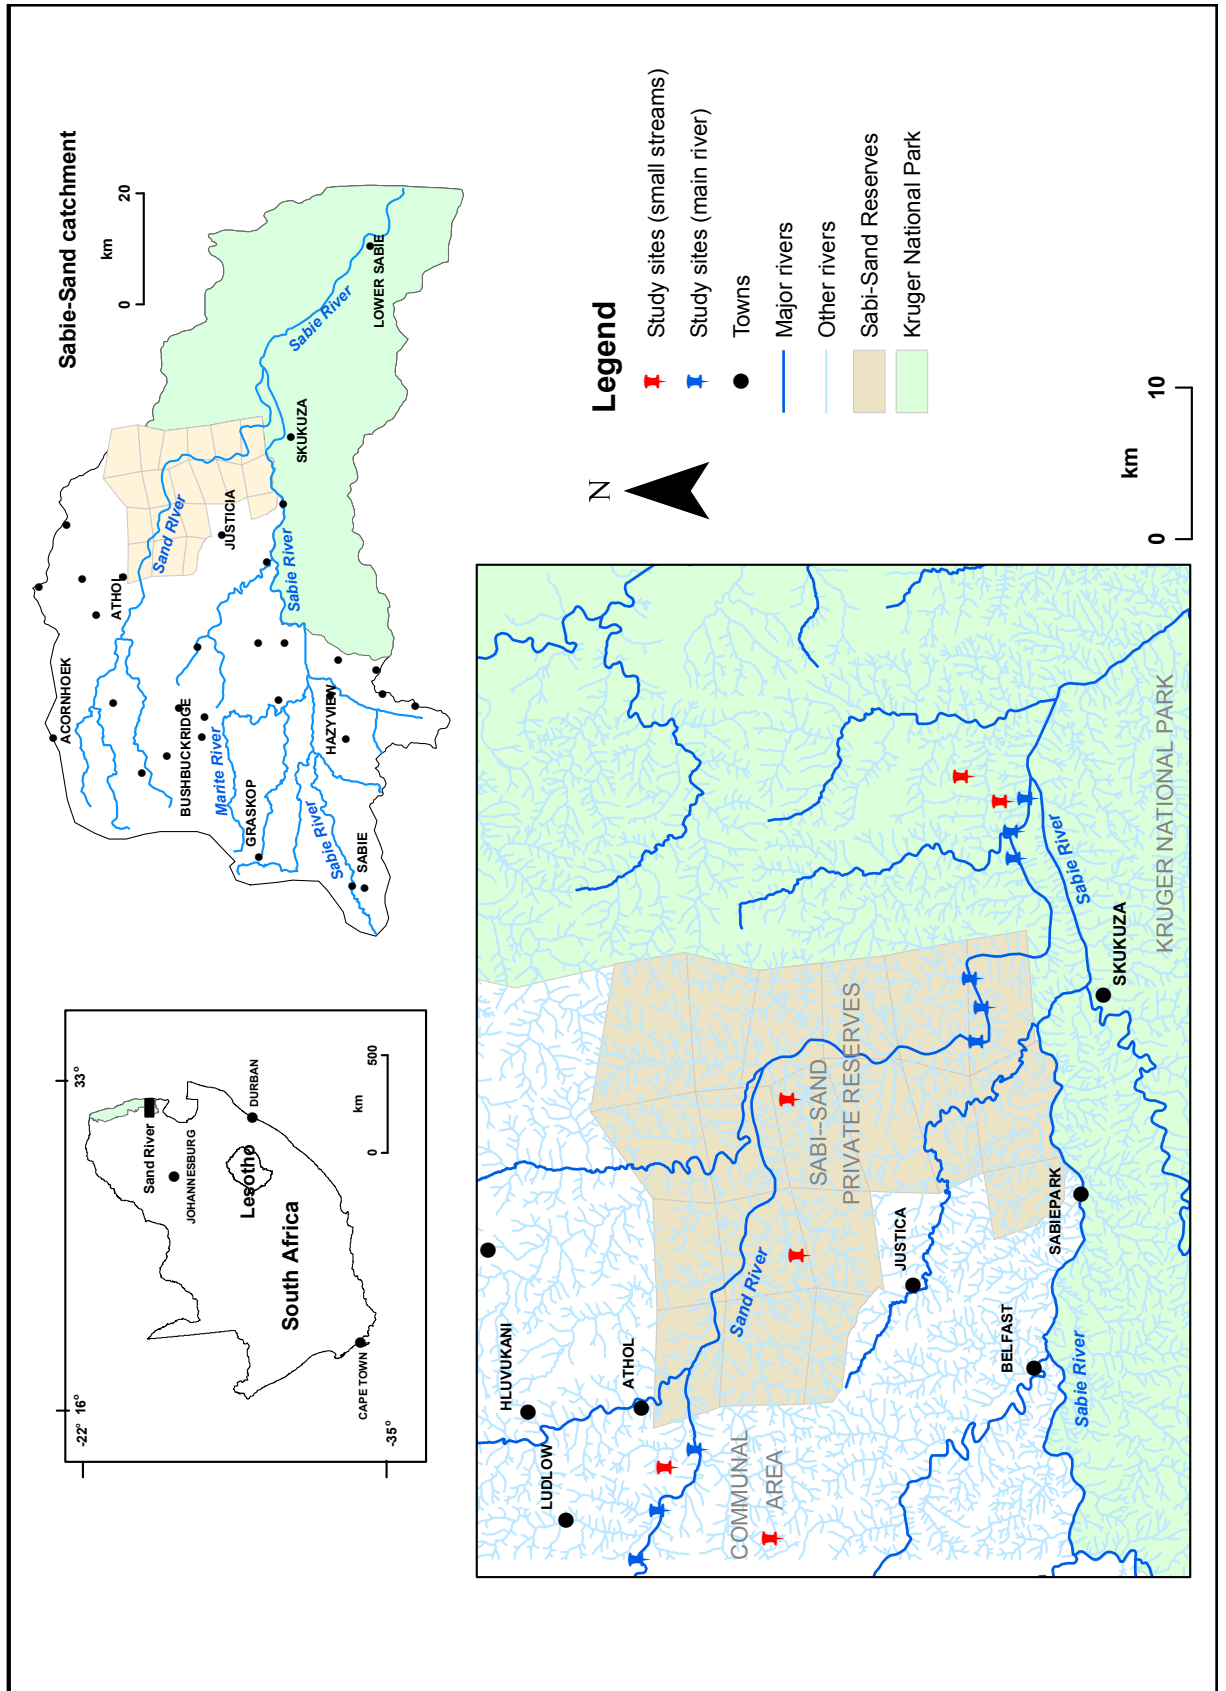 -22°
16°
33°
-35°
Sand River
JOHANNESBURG
DURBAN
Lesotho
South Africa
CAPE TOWN
km
0
500
Sabie-Sand catchment
km
0
20
ACORNHOEK
ATHOL
Sand River
BUSHBUCKRIDGE
JUSTICIA
Marite River
GRASKOP
Sabie River
Sabie River
SKUKUZA
HAZYVIEW
Sabie River
LOWER SABIE
SABIE
HLUVUKANI
LUDLOW
ATHOL
Sand River
COMMUNAL
AREA
SABI--SAND
PRIVATE RESERVES
JUSTICA
BELFAST
SABIEPARK
Sabie River
Sabie River
SKUKUZA
KRUGER NATIONAL PARK
N
Legend
Study sites (small streams)
Study sites (main river)
Towns
Major rivers
Other rivers
Sabi-Sand Reserves
Kruger National Park
km
0
10